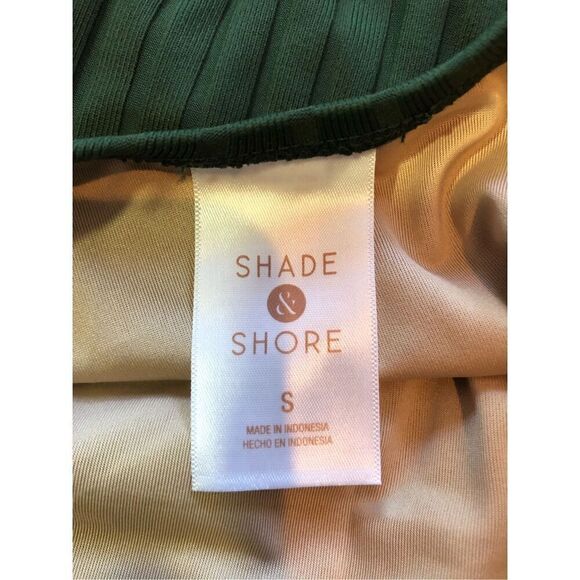 SHADE
&
SHORE
S
MADE IN INDONESIA
HECHO EN INDONESIA